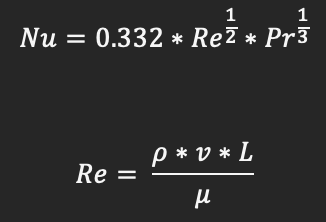 Nu = 0.332 * Re^(1/2) * Pr^(1/3)
Re = (ρ * v * L) / μ